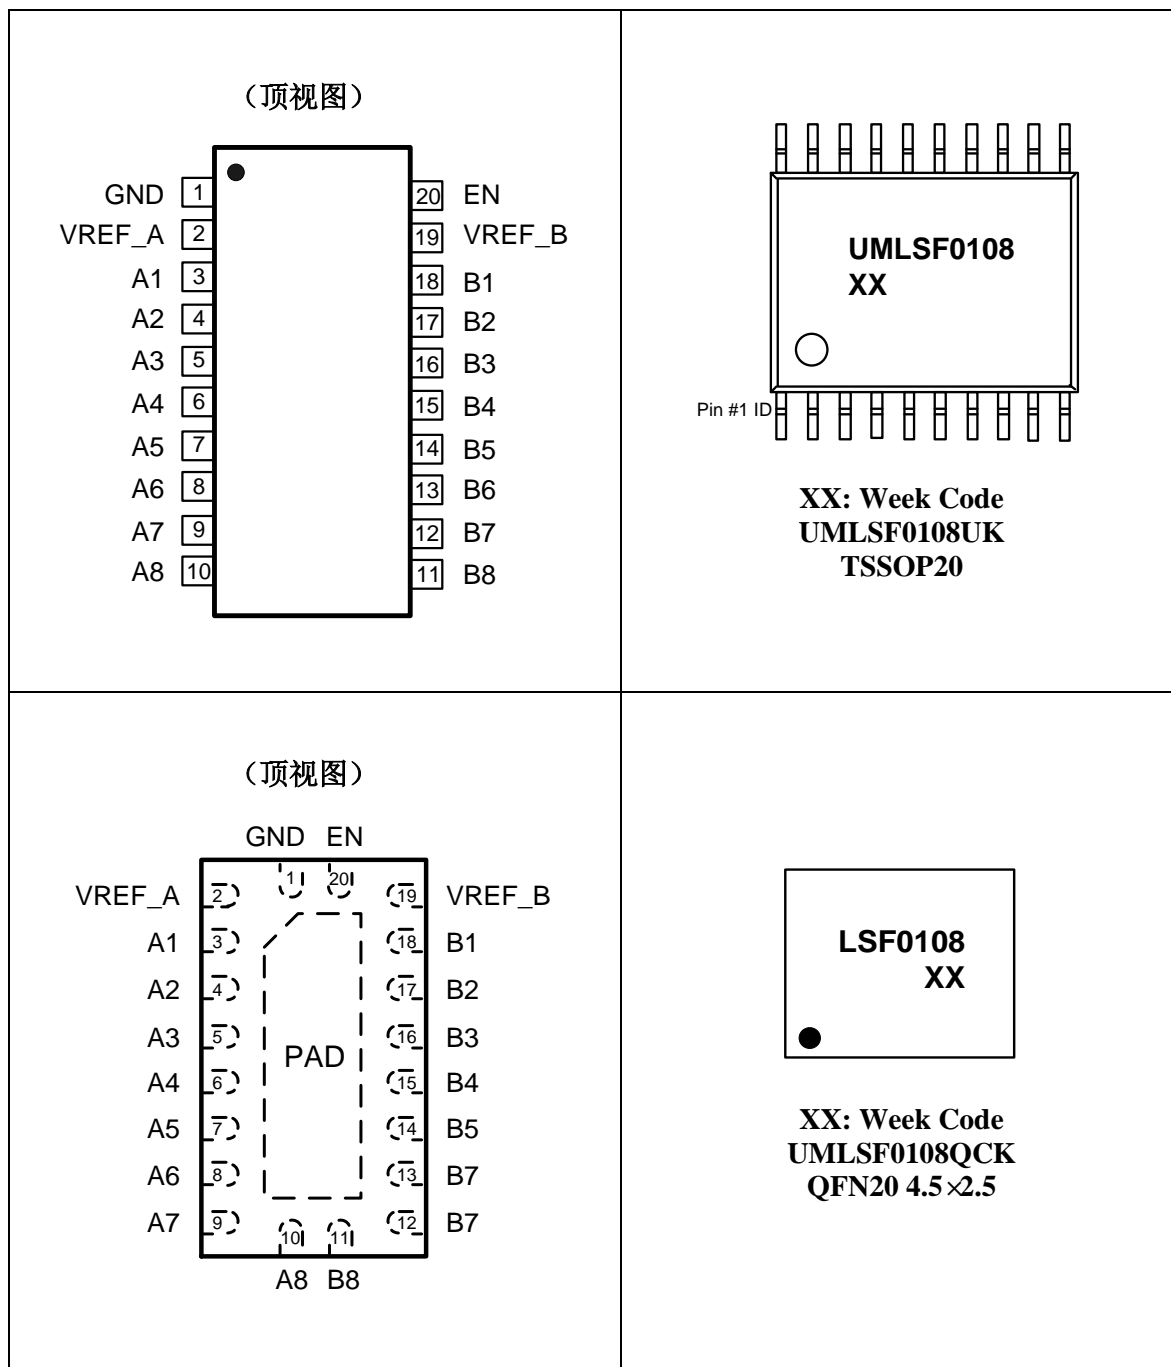 （顶视图）
GND 1 20 EN
VREF_A 2 19 VREF_B
A1 3 18 B1
A2 4 17 B2
A3 5 16 B3
A4 6 15 B4
A5 7 14 B5
A6 8 13 B6
A7 9 12 B7
A8 10 11 B8
UMLSF0108
XX
Pin #1 ID
XX: Week Code
UMLSF0108UK
TSSOP20
（顶视图）
GND EN
1 20
VREF_A 2 19 VREF_B
A1 3 18 B1
A2 4 17 B2
A3 5 16 B3
PAD
A4 6 15 B4
A5 7 14 B5
A6 8 13 B7
A7 9 12 B7
10 11
A8 B8
LSF0108
XX
XX: Week Code
UMLSF0108QCK
QFN20 4.5×2.5